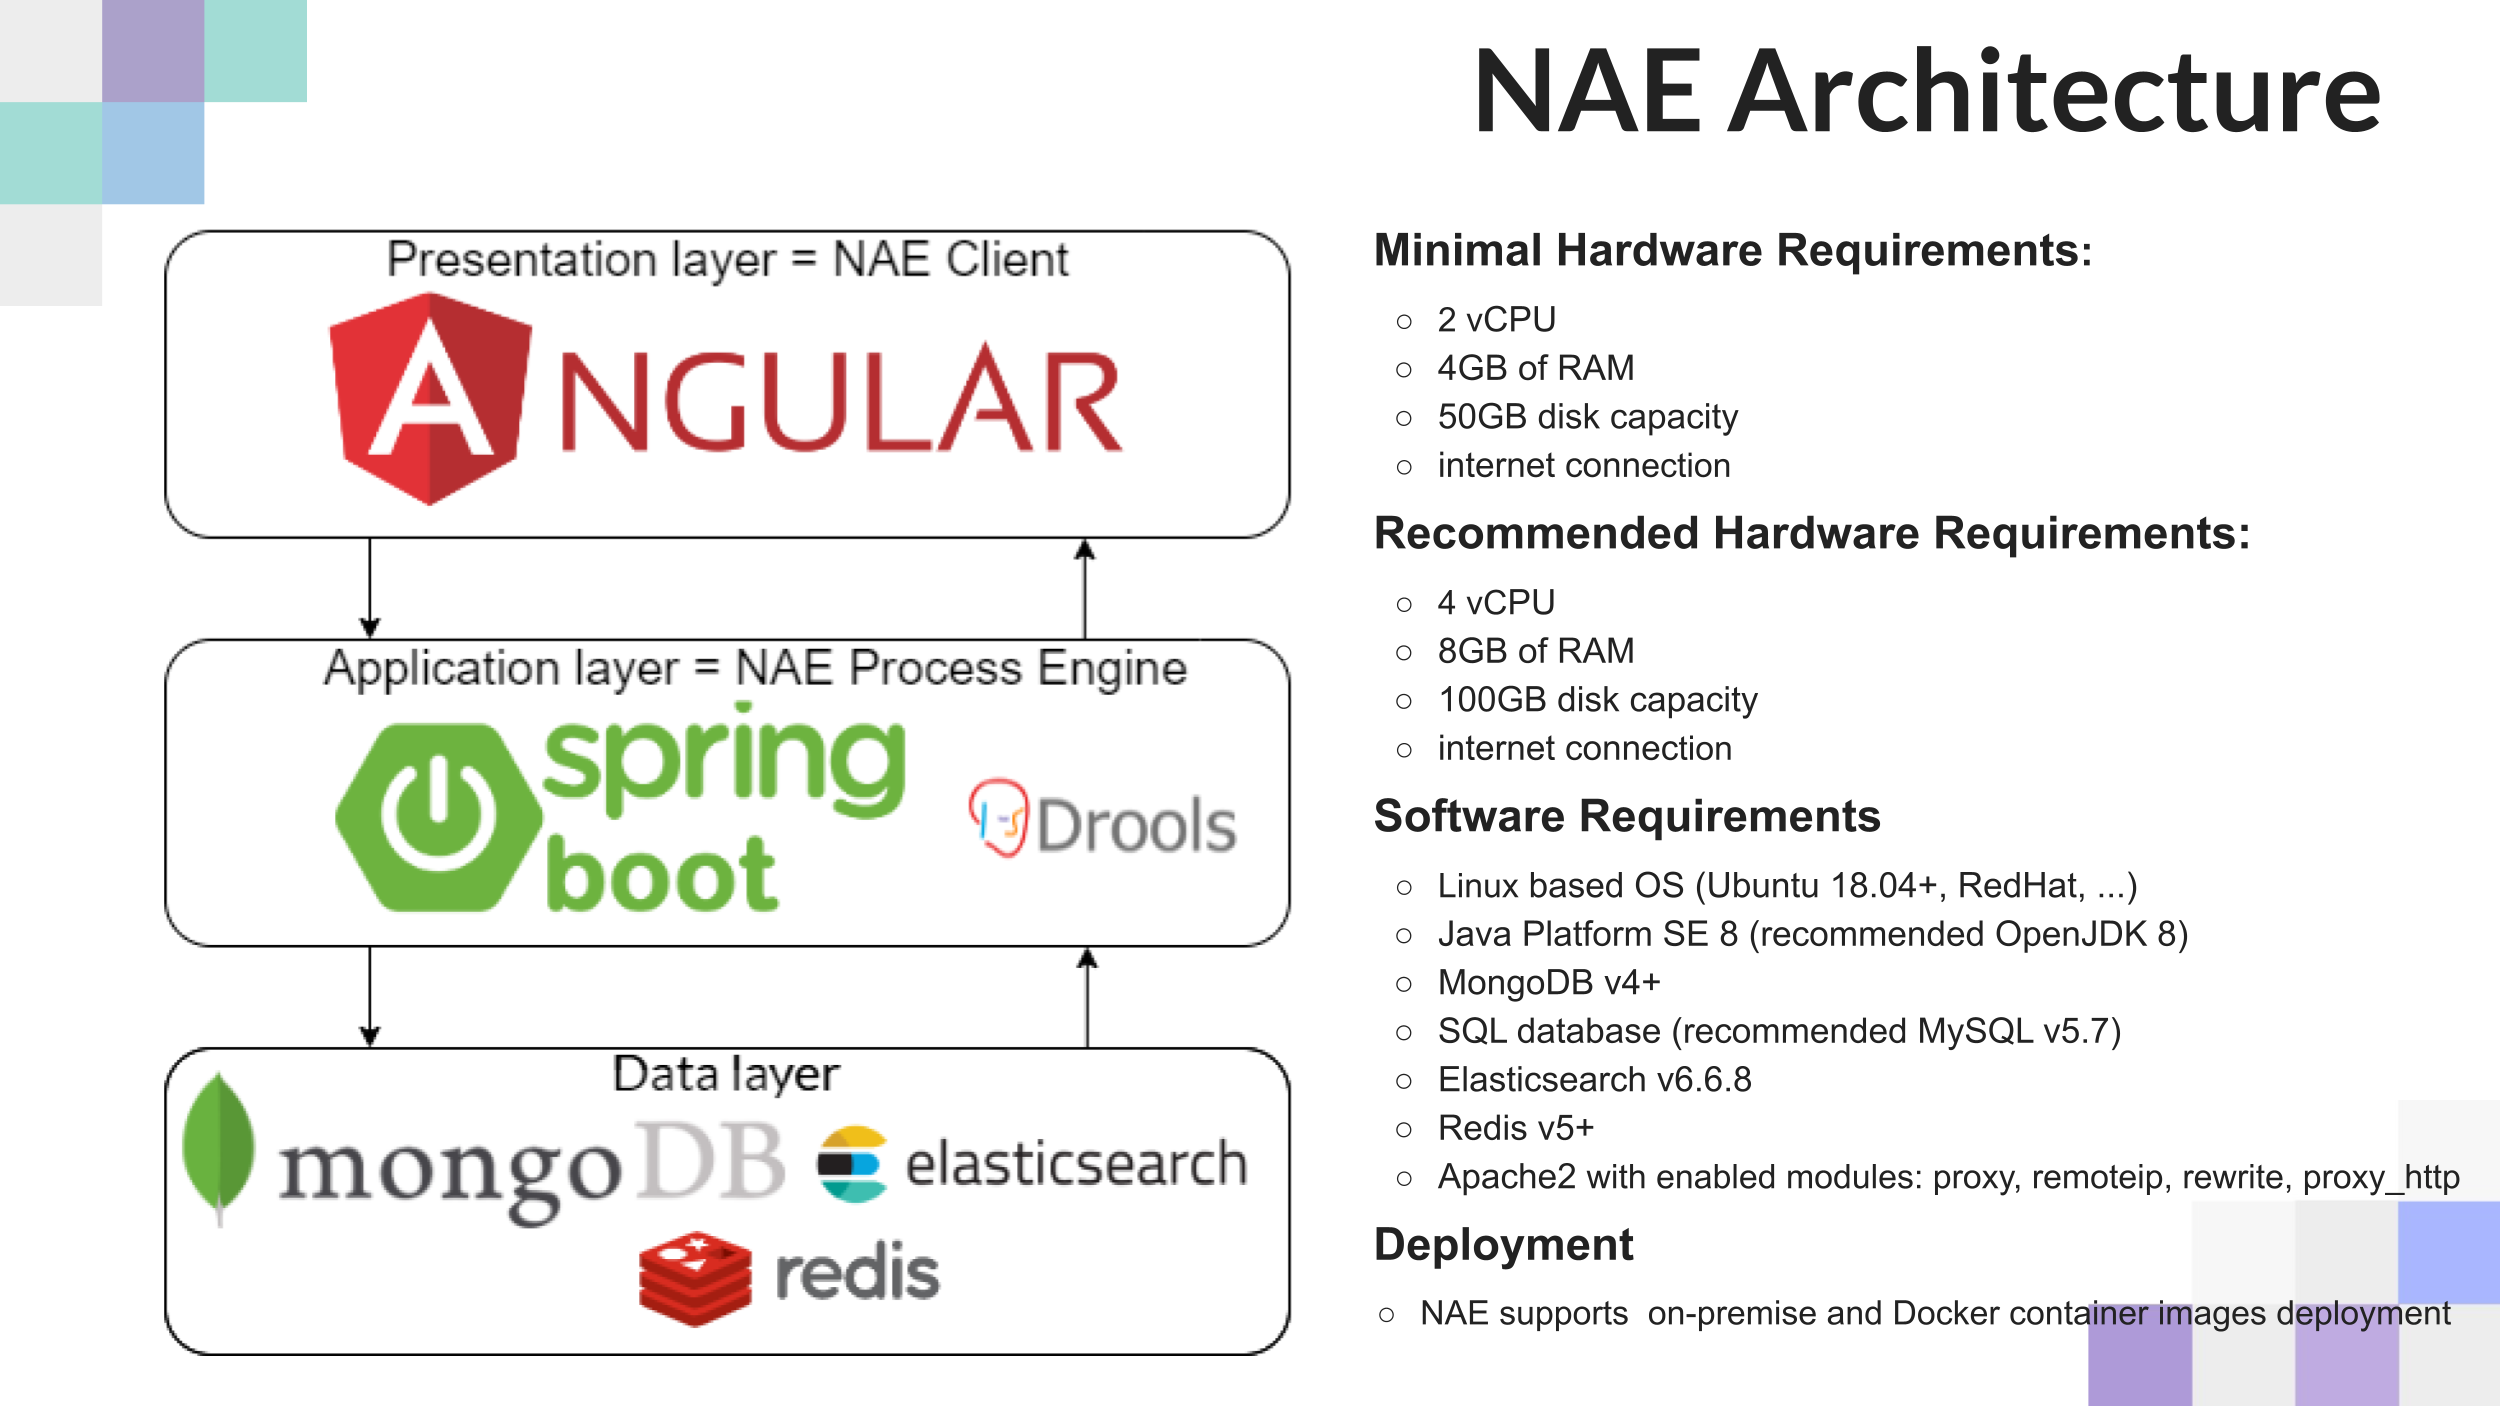 NAE Architecture
Presentation layer = NAE Client
ANGULAR
Application layer = NAE Process Engine
spring
boot
Drools
Data layer
mongoDB
elasticsearch
redis
Minimal Hardware Requirements:
○ 2 vCPU
○ 4GB of RAM
○ 50GB disk capacity
○ internet connection
Recommended Hardware Requirements:
○ 4 vCPU
○ 8GB of RAM
○ 100GB disk capacity
○ internet connection
Software Requirements
○ Linux based OS (Ubuntu 18.04+, RedHat, ...)
○ Java Platform SE 8 (recommended OpenJDK 8)
○ MongoDB v4+
○ SQL database (recommended MySQL v5.7)
○ Elasticsearch v6.6.8
○ Redis v5+
○ Apache2 with enabled modules: proxy, remoteip, rewrite, proxy_http
Deployment
○ NAE supports on-premise and Docker container images deployment